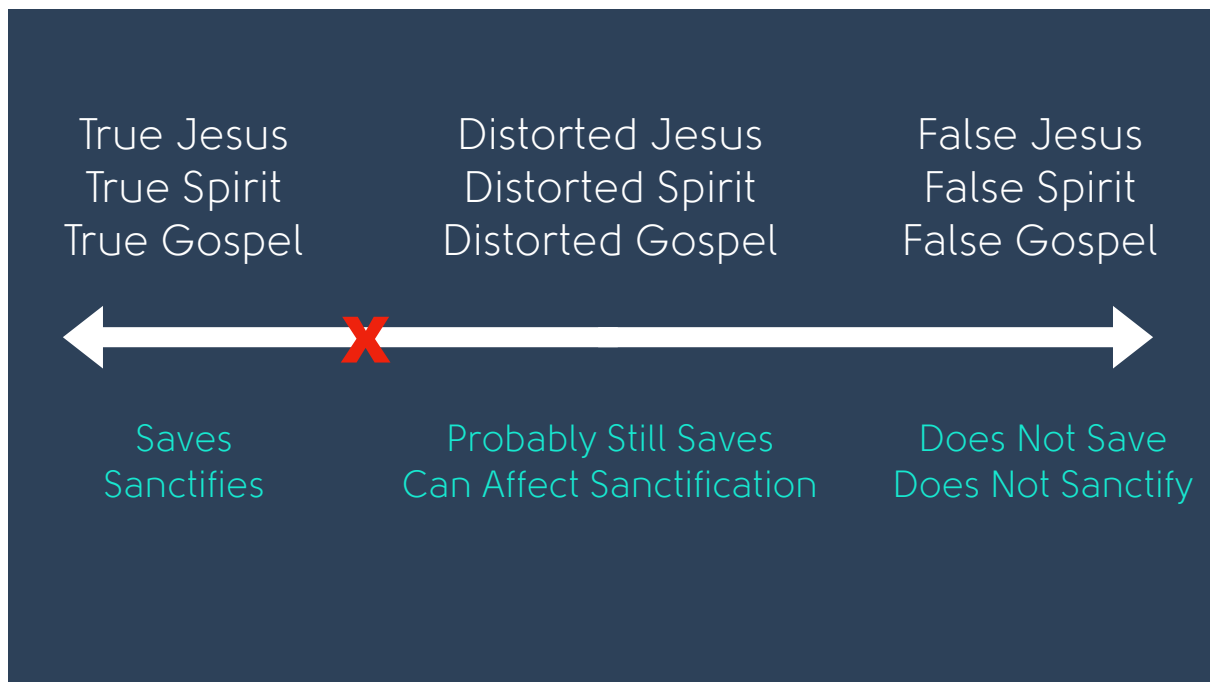 True Jesus
True Spirit
True Gospel
Distorted Jesus
Distorted Spirit
Distorted Gospel
False Jesus
False Spirit
False Gospel
X
Saves
Sanctifies
Probably Still Saves
Can Affect Sanctification
Does Not Save
Does Not Sanctify